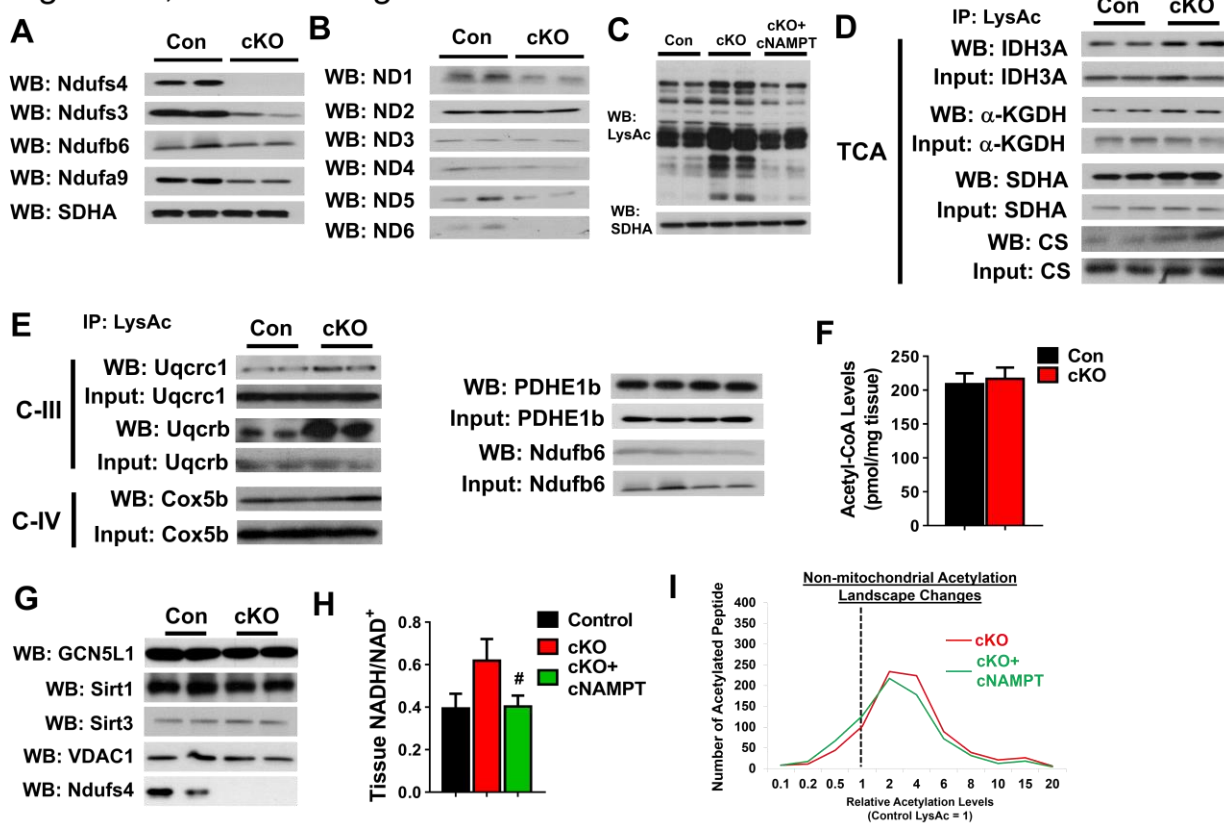 A
Con cKO
WB: Ndufs4
WB: Ndufs3
WB: Ndufb6
WB: Ndufa9
WB: SDHA
B
Con cKO
WB: ND1
WB: ND2
WB: ND3
WB: ND4
WB: ND5
WB: ND6
C
Con cKO cKO+
cNAMPT
WB:
LysAc
WB:
SDHA
D
IP: LysAc Con cKO
TCA
WB: IDH3A
Input: IDH3A
WB: α-KGDH
Input: α-KGDH
WB: SDHA
Input: SDHA
WB: CS
Input: CS
E
IP: LysAc Con cKO
C-III
WB: Uqcrc1
Input: Uqcrc1
WB: Uqcrb
Input: Uqcrb
C-IV
WB: Cox5b
Input: Cox5b
WB: PDHE1b
Input: PDHE1b
WB: Ndufb6
Input: Ndufb6
F
Acetyl-CoA Levels
(pmol/mg tissue)
250
200
150
100
50
0
Con
cKO
G
Con cKO
WB: GCN5L1
WB: Sirt1
WB: Sirt3
WB: VDAC1
WB: Ndufs4
H
Tissue NADH/NAD+
0.8
0.6
0.4
0.2
0.0
#
Control
cKO
cKO+
cNAMPT
I
Non-mitochondrial Acetylation
Landscape Changes
Number of Acetylated Peptide
400
350
300
250
200
150
100
50
0
cKO
cKO+
cNAMPT
0.1 0.2 0.5 1 2 4 6 8 10 15 20
Relative Acetylation Levels
(Control LysAc = 1)